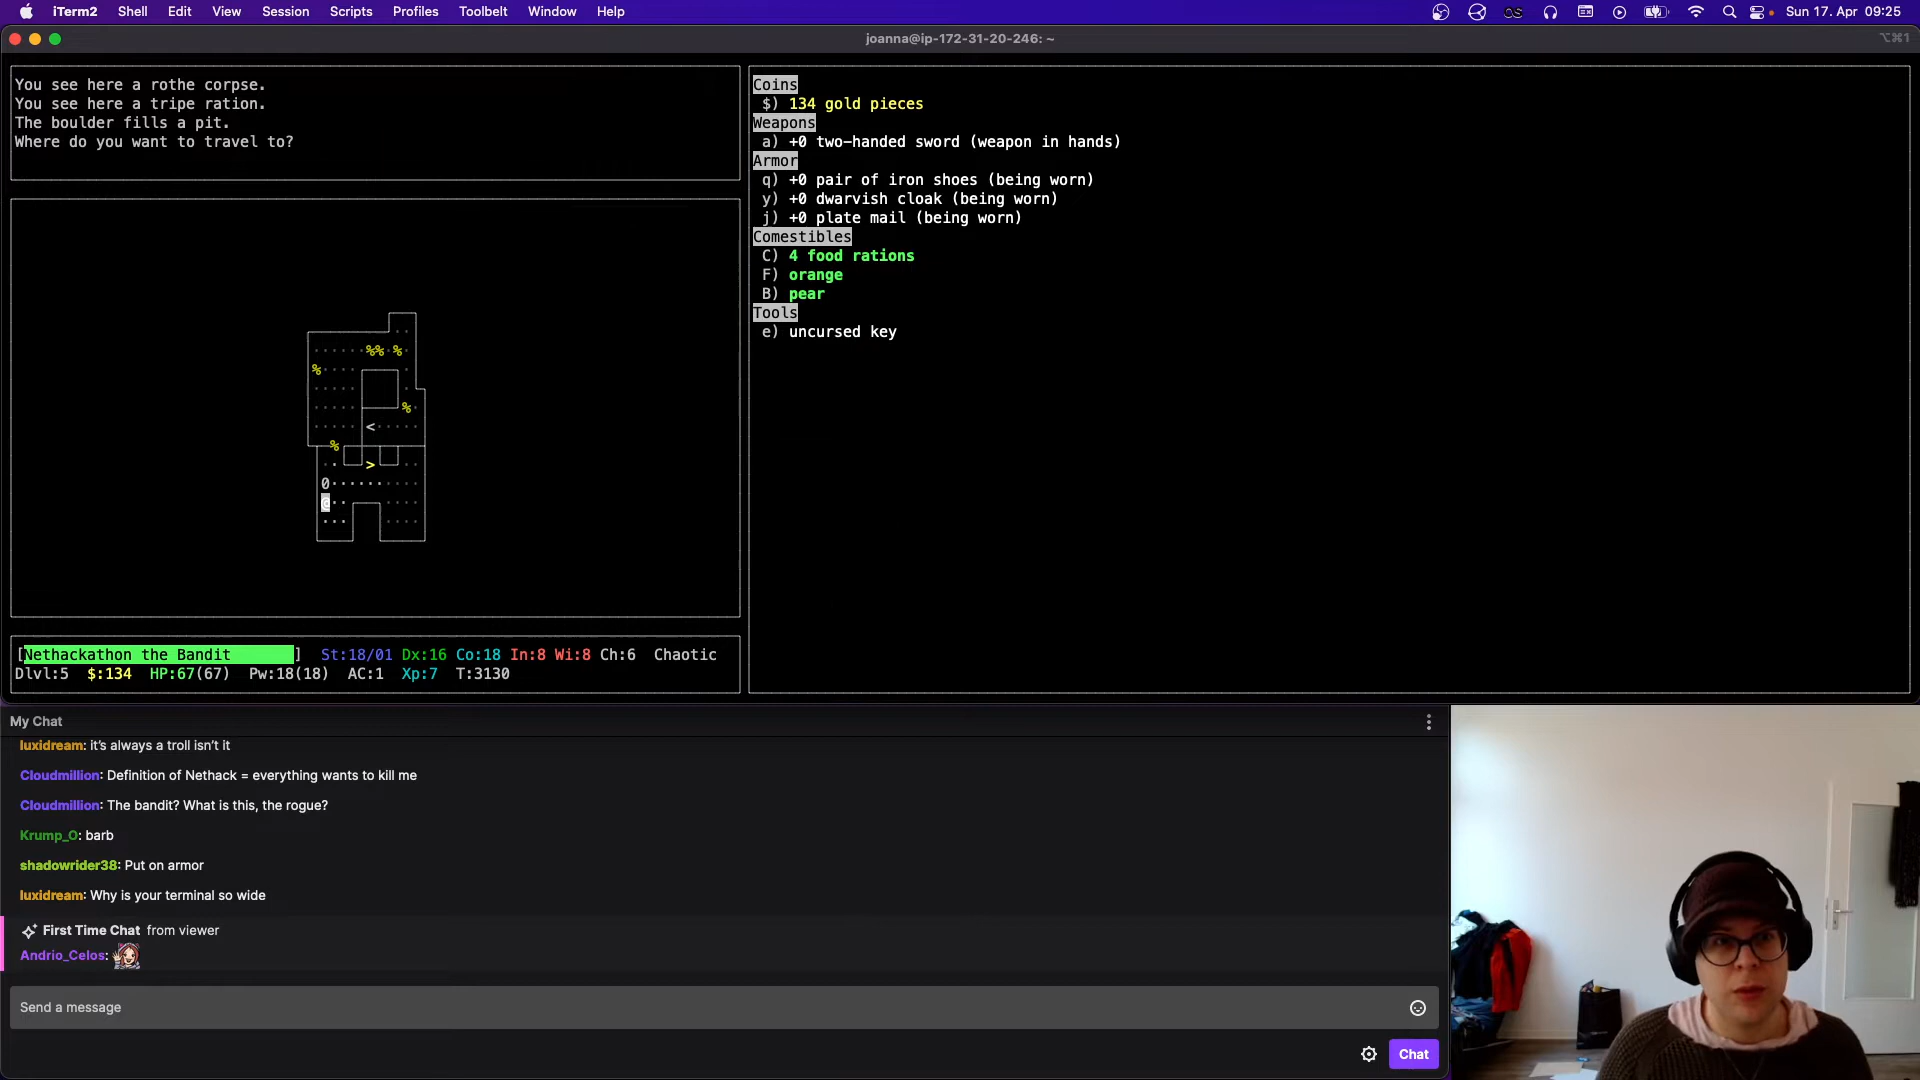 iTerm2 Shell Edit View Session Scripts Profiles Toolbelt Window Help Sun 17. Apr 09:25
joanna@ip-172-31-20-246: ~ ⌥⌘1
You see here a rothe corpse.
You see here a tripe ration.
The boulder fills a pit.
Where do you want to travel to?
Coins
$) 134 gold pieces
Weapons
a) +0 two-handed sword (weapon in hands)
Armor
q) +0 pair of iron shoes (being worn)
y) +0 dwarvish cloak (being worn)
j) +0 plate mail (being worn)
Comestibles
C) 4 food rations
F) orange
B) pear
Tools
e) uncursed key
. .
. . . . . . %% . % .
% . . . .
. . . . . .
. . . . . % .
. . . . . < . . . . .
%
. . > . .
0 . . . . . . . . . .
@ . . . . . .
. . . . . . .
[Nethackathon the Bandit ] St:18/01 Dx:16 Co:18 In:8 Wi:8 Ch:6 Chaotic
Dlvl:5 $:134 HP:67(67) Pw:18(18) AC:1 Xp:7 T:3130
My Chat
luxidream: it's always a troll isn't it
Cloudmillion: Definition of Nethack = everything wants to kill me
Cloudmillion: The bandit? What is this, the rogue?
Krump_O: barb
shadowrider38: Put on armor
luxidream: Why is your terminal so wide
First Time Chat from viewer
Andrio_Celos:
Send a message
Chat